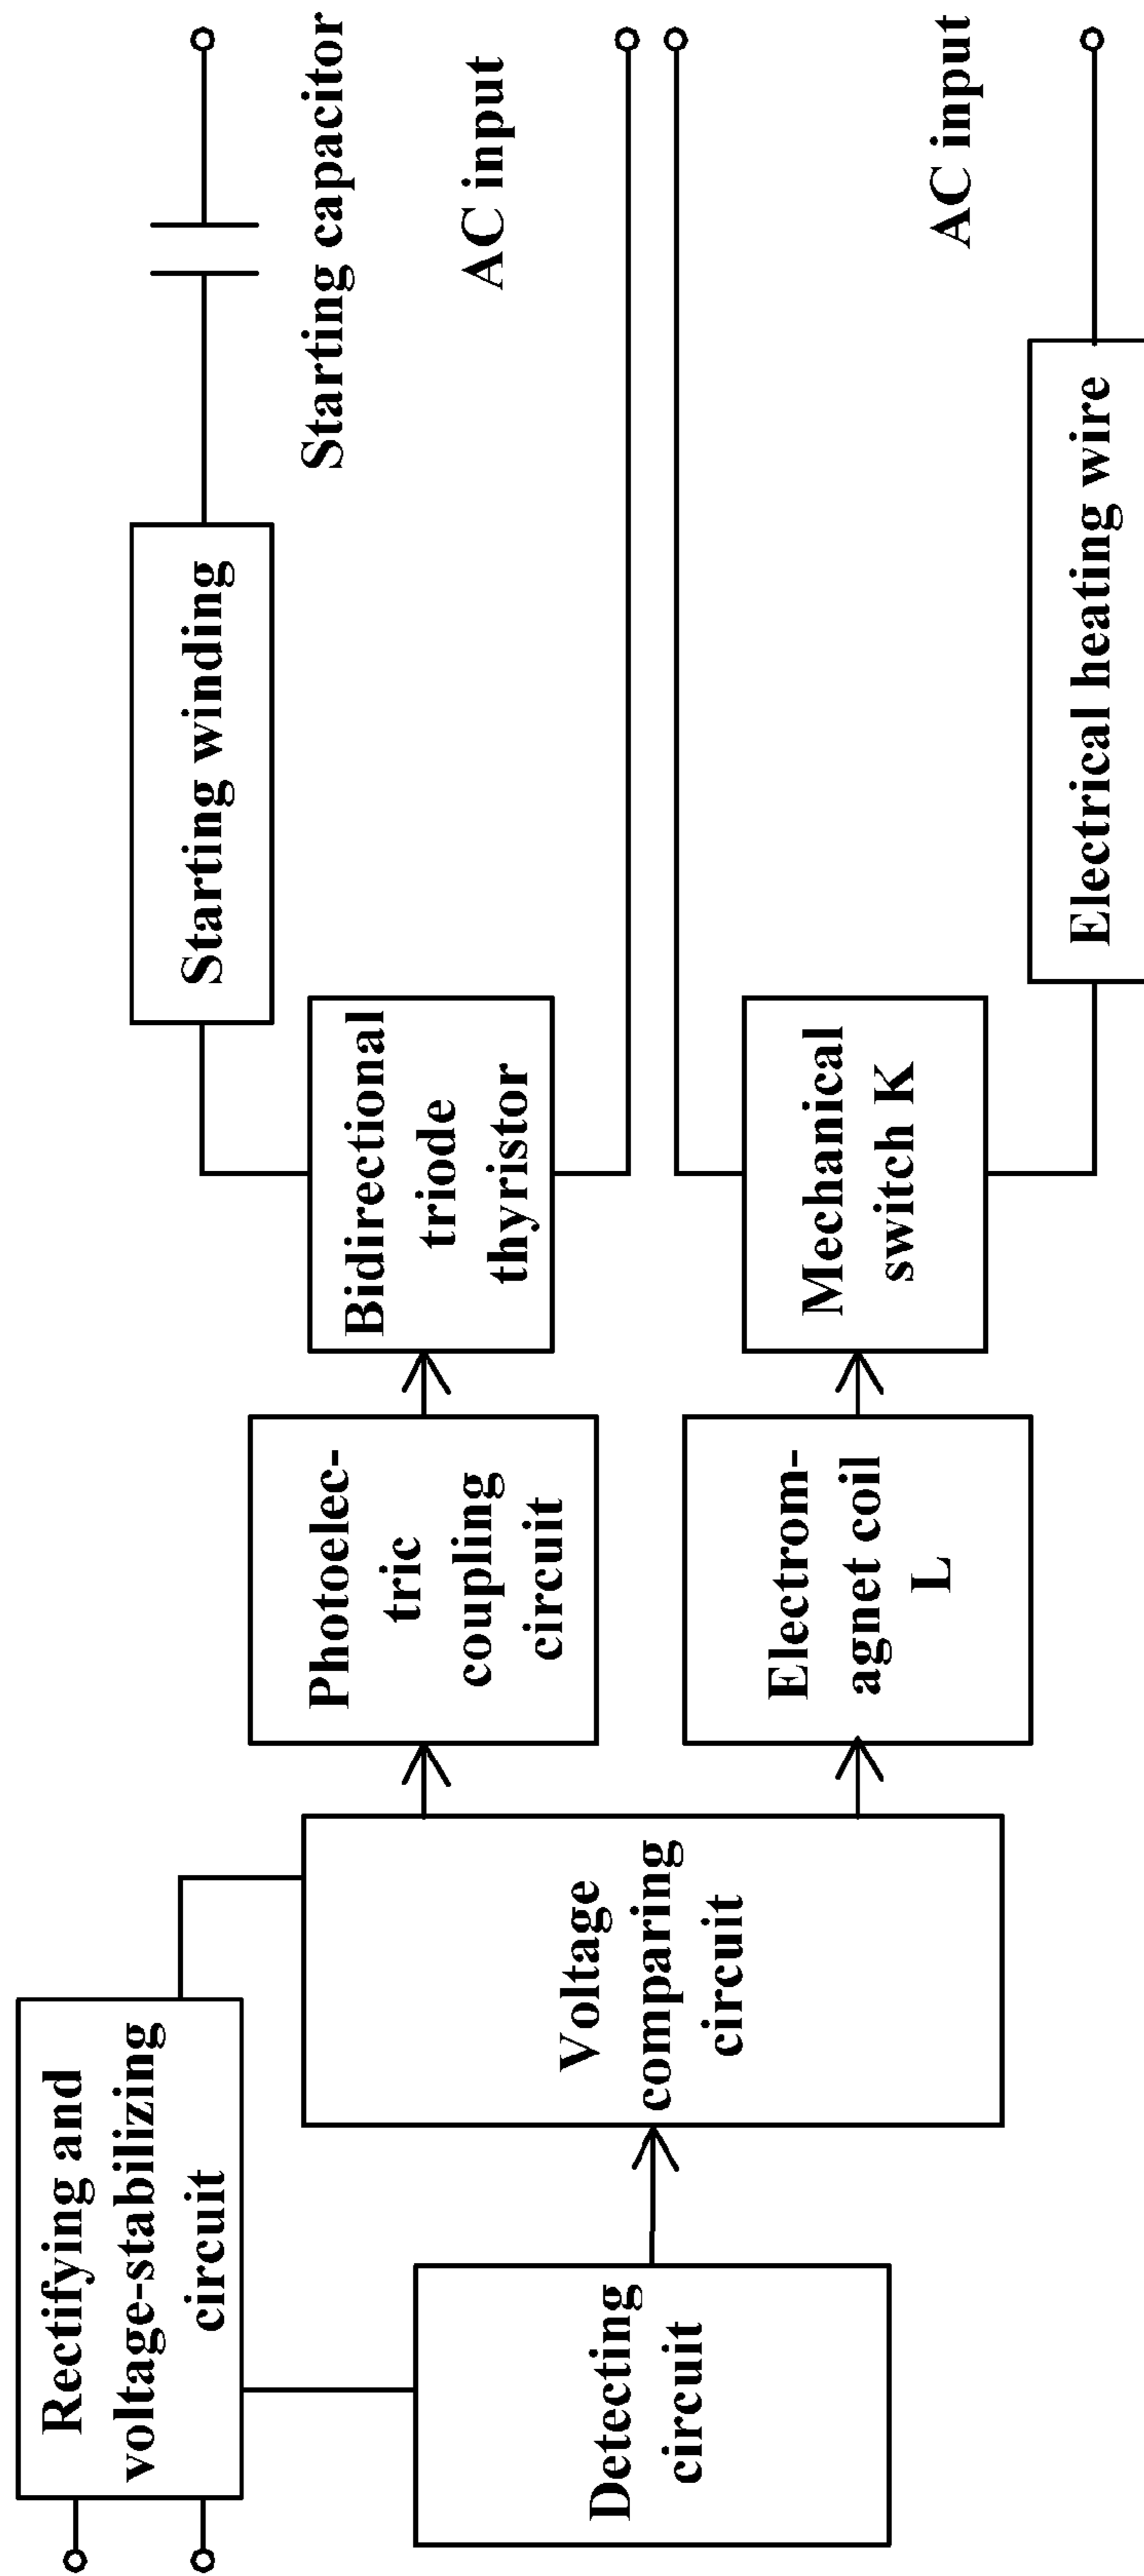 Rectifying and
voltage-stabilizing
circuit
Detecting
circuit
Voltage
comparing
circuit
Photoelec-
tric
coupling
circuit
Electrom-
agnet coil
L
Bidirectional
triode
thyristor
Mechanical
switch K
Starting winding
Electrical heating wire
Starting capacitor
AC input
AC input